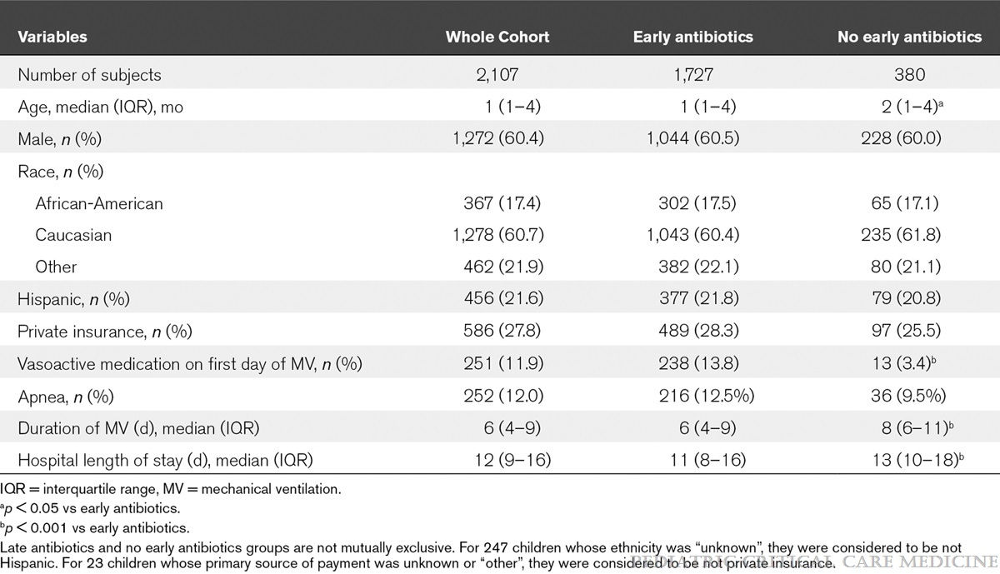 Variables Whole Cohort Early antibiotics No early antibiotics
Number of subjects 2,107 1,727 380
Age, median (IQR), mo 1 (1–4) 1 (1–4) 2 (1–4)ᵃ
Male, n (%) 1,272 (60.4) 1,044 (60.5) 228 (60.0)
Race, n (%)
African-American 367 (17.4) 302 (17.5) 65 (17.1)
Caucasian 1,278 (60.7) 1,043 (60.4) 235 (61.8)
Other 462 (21.9) 382 (22.1) 80 (21.1)
Hispanic, n (%) 456 (21.6) 377 (21.8) 79 (20.8)
Private insurance, n (%) 586 (27.8) 489 (28.3) 97 (25.5)
Vasoactive medication on first day of MV, n (%) 251 (11.9) 238 (13.8) 13 (3.4)ᵇ
Apnea, n (%) 252 (12.0) 216 (12.5%) 36 (9.5%)
Duration of MV (d), median (IQR) 6 (4–9) 6 (4–9) 8 (6–11)ᵇ
Hospital length of stay (d), median (IQR) 12 (9–16) 11 (8–16) 13 (10–18)ᵇ
IQR = interquartile range, MV = mechanical ventilation.
ᵃp < 0.05 vs early antibiotics.
ᵇp < 0.001 vs early antibiotics.
Late antibiotics and no early antibiotics groups are not mutually exclusive. For 247 children whose ethnicity was “unknown”, they were considered to be not
Hispanic. For 23 children whose primary source of payment was unknown or “other”, they were considered to be not private insurance.
PEDIATRIC CRITICAL CARE MEDICINE